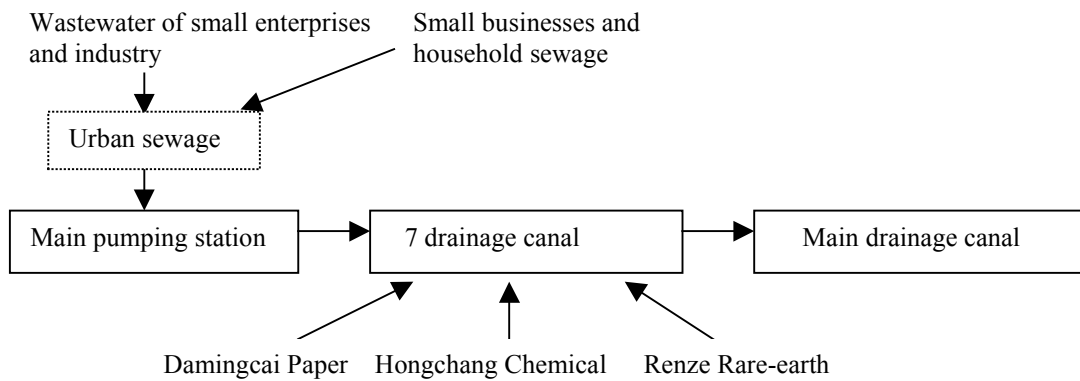 Wastewater of small enterprises
and industry
Small businesses and
household sewage
Urban sewage
Main pumping station
7 drainage canal
Main drainage canal
Damingcai Paper
Hongchang Chemical
Renze Rare-earth